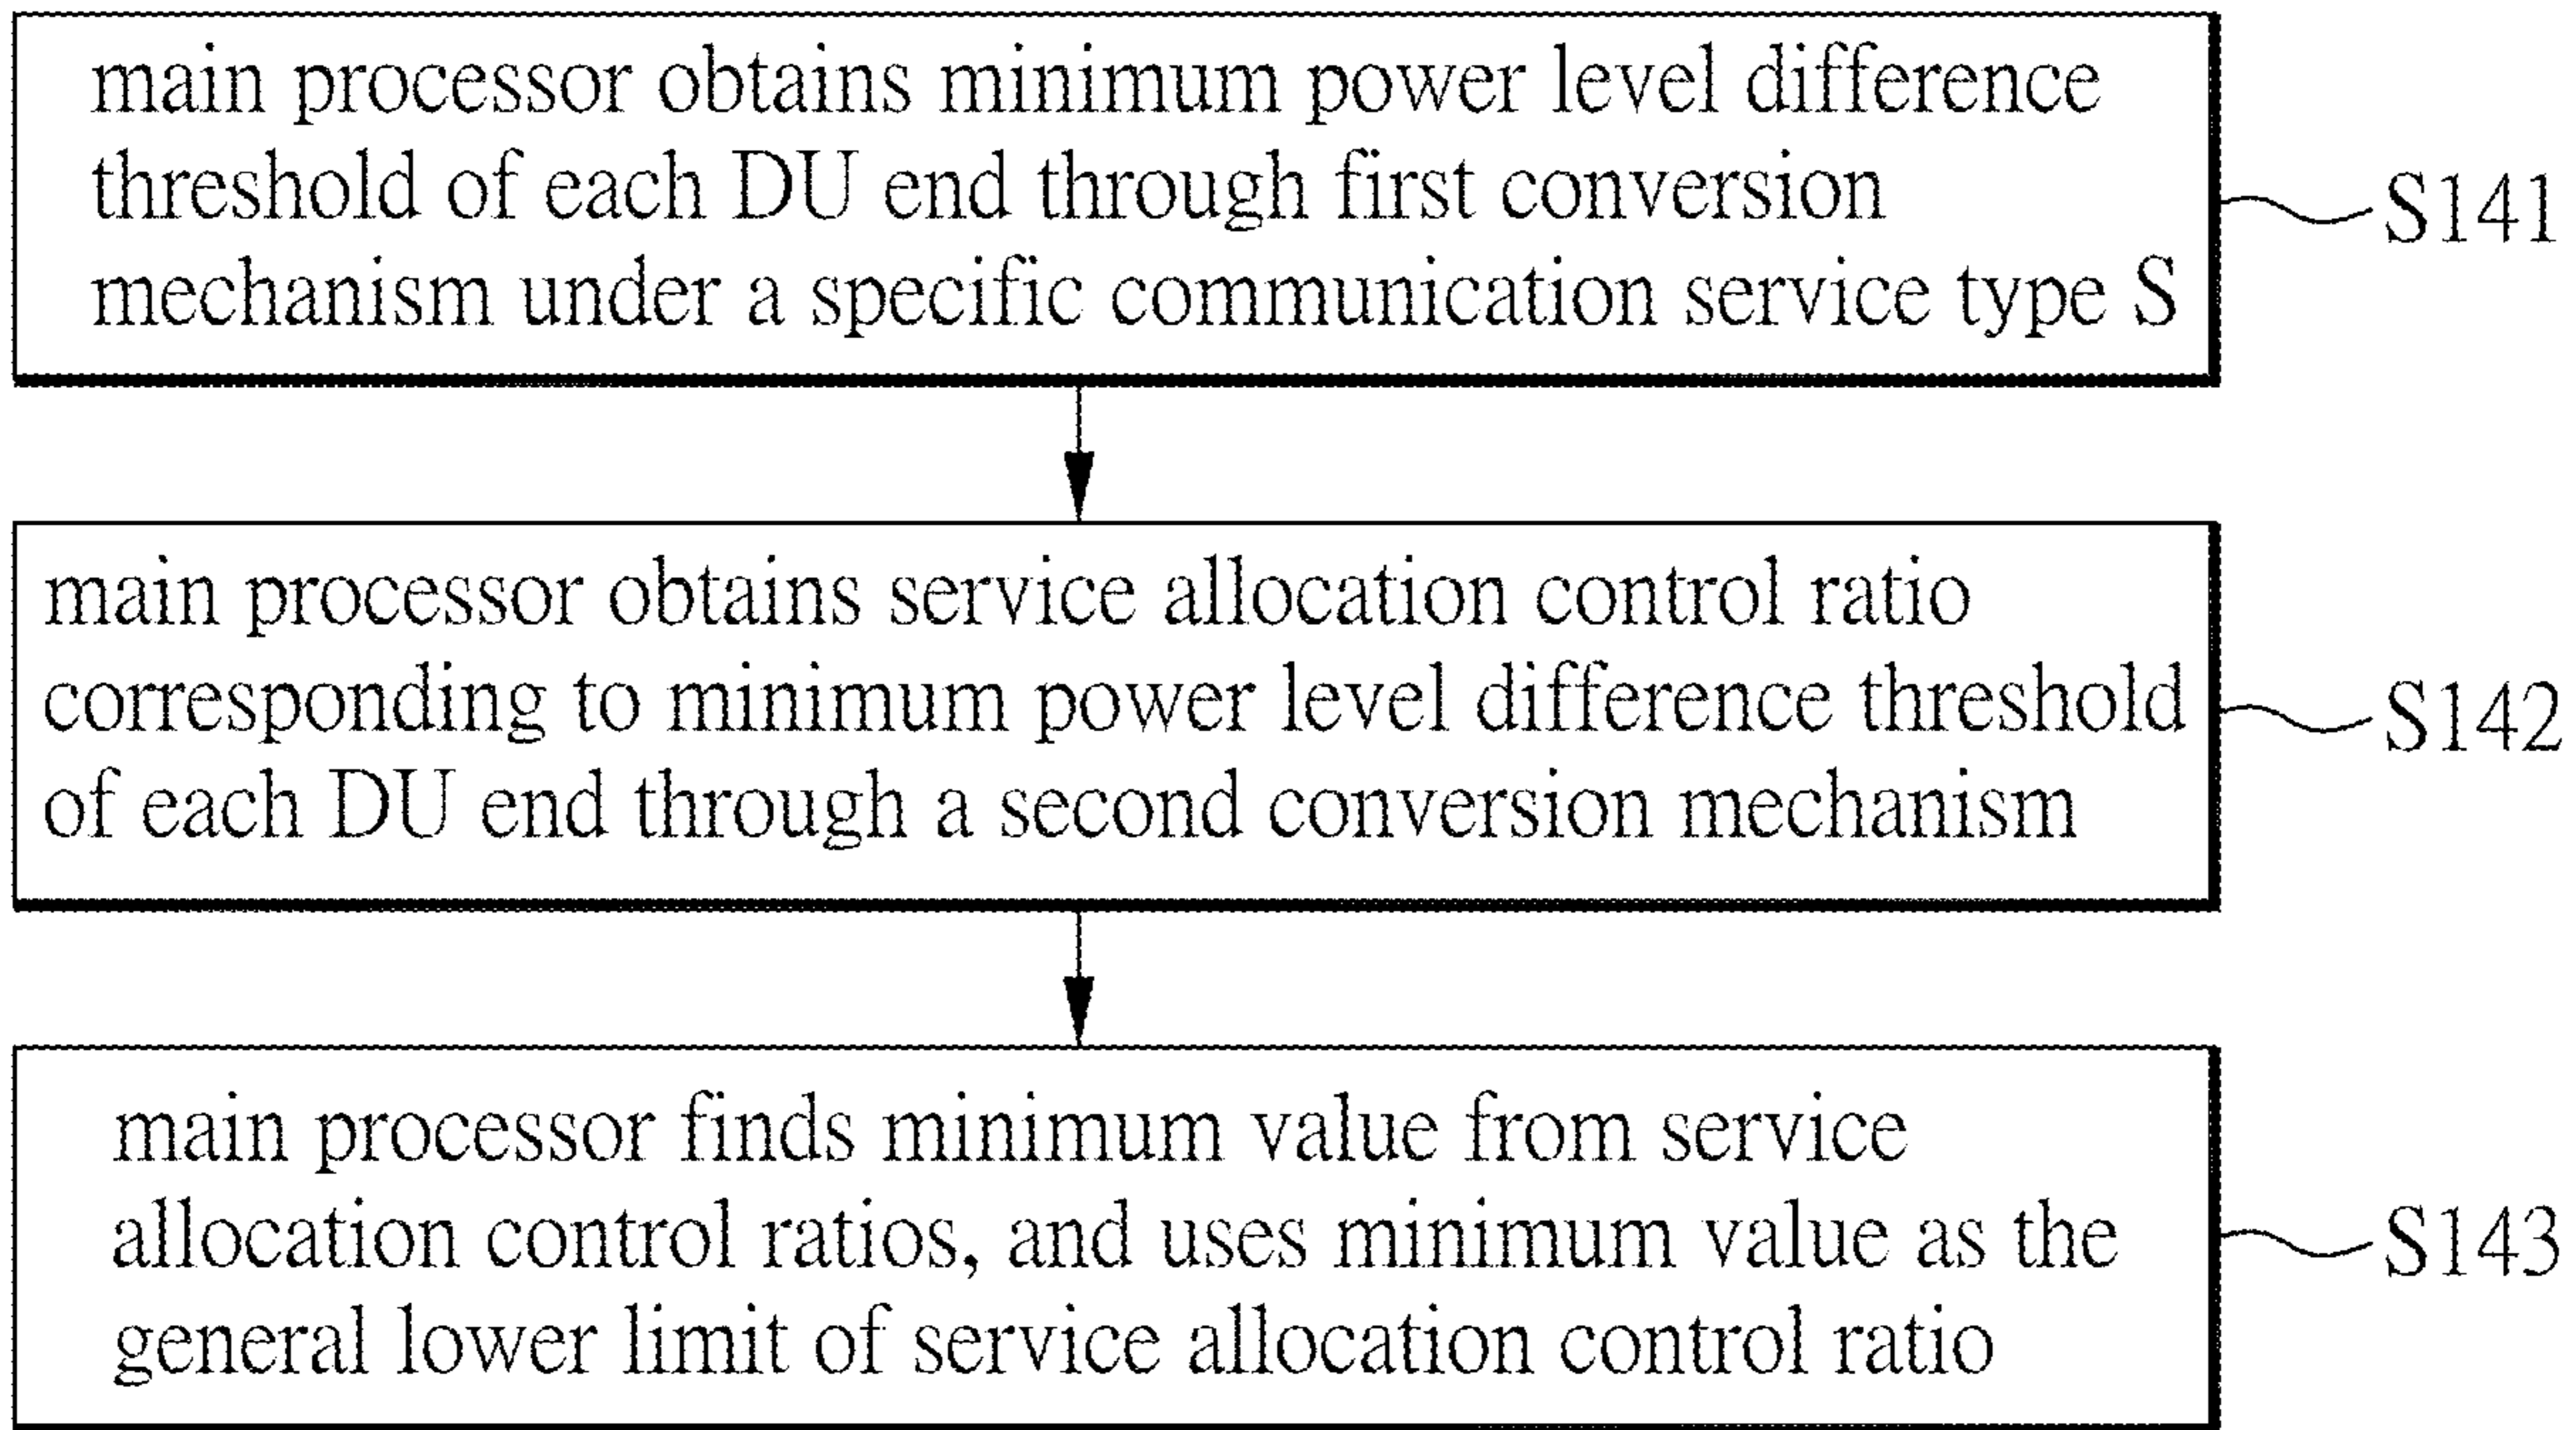 main processor obtains minimum power level difference
threshold of each DU end through first conversion
mechanism under a specific communication service type S
S141
main processor obtains service allocation control ratio
corresponding to minimum power level difference threshold
of each DU end through a second conversion mechanism
S142
main processor finds minimum value from service
allocation control ratios, and uses minimum value as the
general lower limit of service allocation control ratio
S143